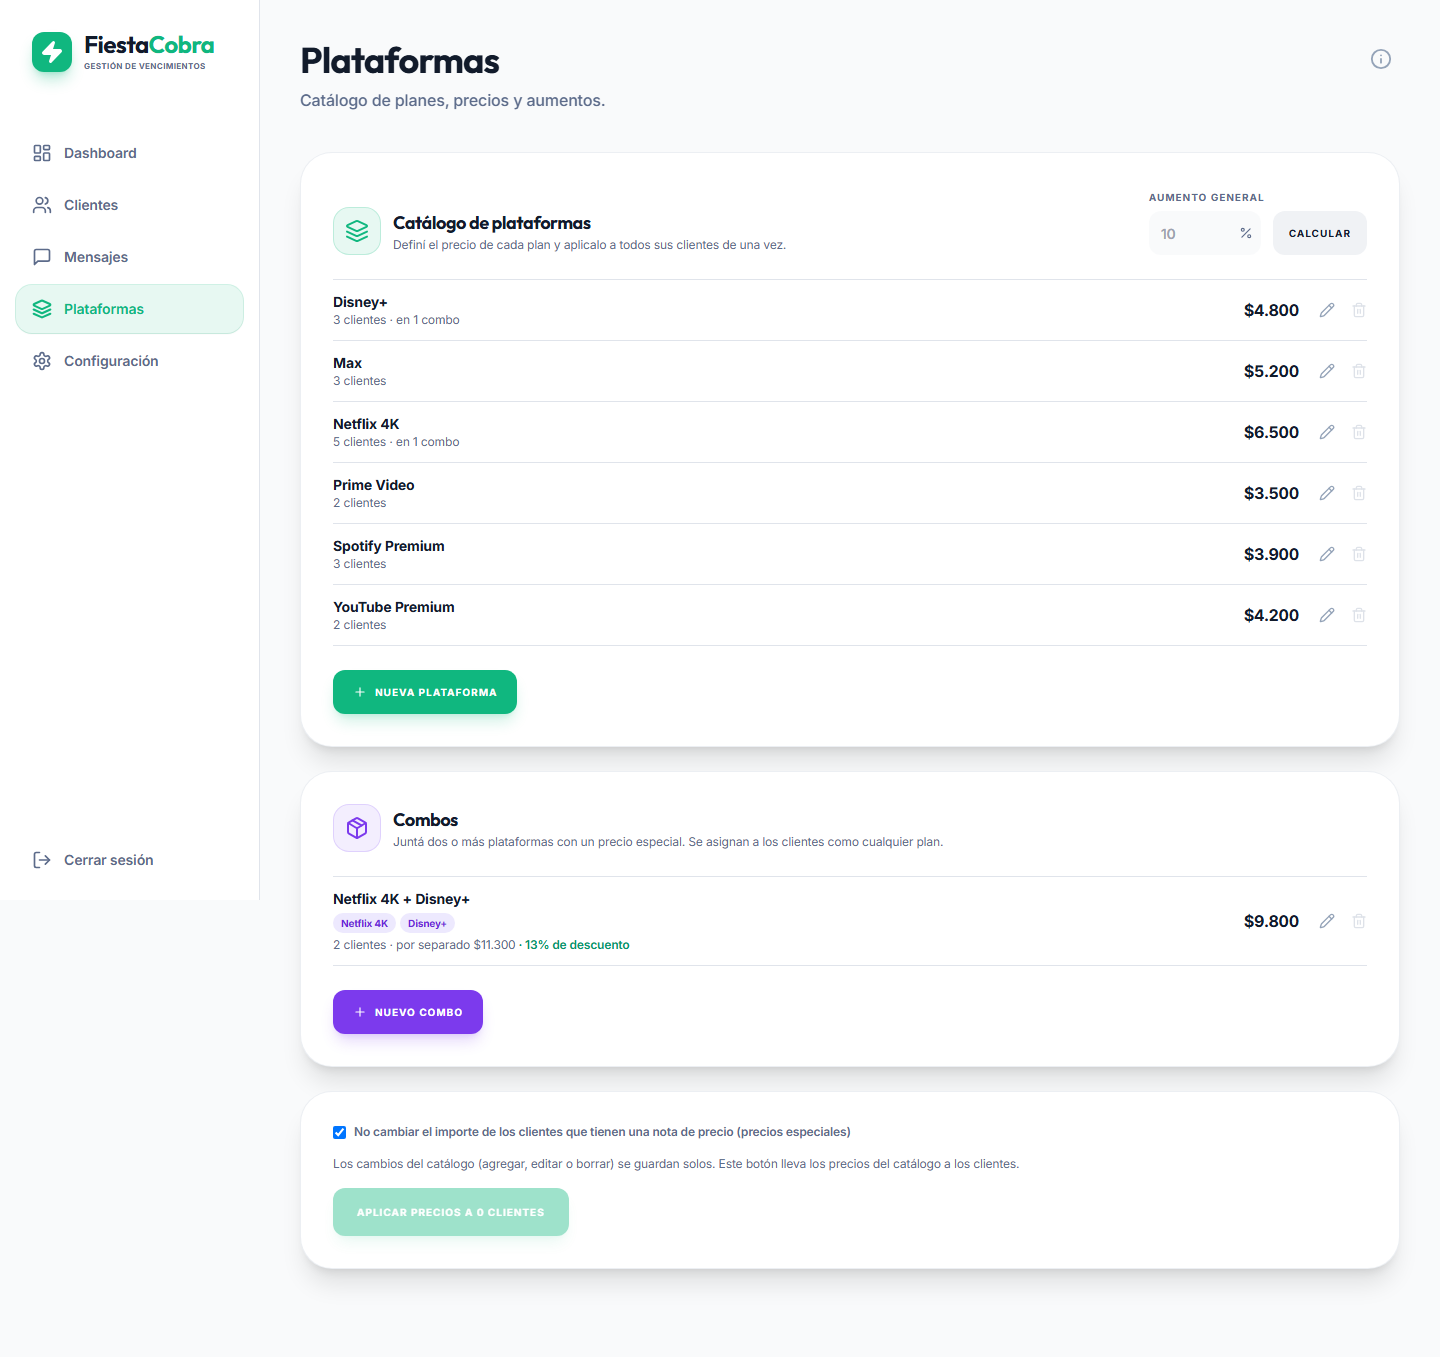 FiestaCobra
GESTIÓN DE VENCIMIENTOS
Dashboard
Clientes
Mensajes
Plataformas
Configuración
Cerrar sesión
Plataformas
Catálogo de planes, precios y aumentos.
Catálogo de plataformas
Definí el precio de cada plan y aplicalo a todos sus clientes de una vez.
AUMENTO GENERAL
10 %
CALCULAR
Disney+
3 clientes · en 1 combo
$4.800
Max
3 clientes
$5.200
Netflix 4K
5 clientes · en 1 combo
$6.500
Prime Video
2 clientes
$3.500
Spotify Premium
3 clientes
$3.900
YouTube Premium
2 clientes
$4.200
+ NUEVA PLATAFORMA
Combos
Juntá dos o más plataformas con un precio especial. Se asignan a los clientes como cualquier plan.
Netflix 4K + Disney+
Netflix 4K Disney+
2 clientes · por separado $11.300 · 13% de descuento
$9.800
+ NUEVO COMBO
No cambiar el importe de los clientes que tienen una nota de precio (precios especiales)
Los cambios del catálogo (agregar, editar o borrar) se guardan solos. Este botón lleva los precios del catálogo a los clientes.
APLICAR PRECIOS A 0 CLIENTES